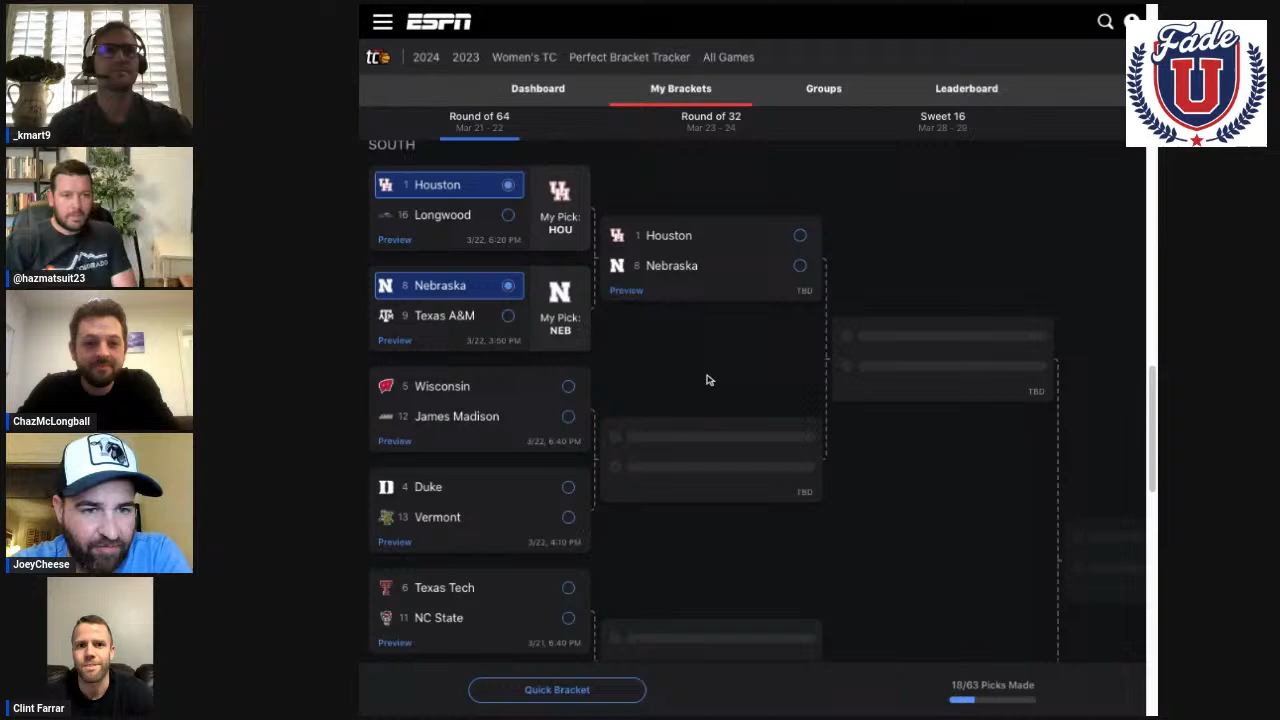 _kmart9
@hazmatsuit23
ChazMcLongball
JoeyCheese
Clint Farrar
ESPN
tc
2024
2023
Women's TC
Perfect Bracket Tracker
All Games
Dashboard
My Brackets
Groups
Leaderboard
Round of 64
Mar 21 - 22
Round of 32
Mar 23 - 24
Sweet 16
Mar 28 - 29
SOUTH
1 Houston
16 Longwood
Preview
3/22, 6:20 PM
My Pick:
HOU
8 Nebraska
9 Texas A&M
Preview
3/22, 3:50 PM
My Pick:
NEB
5 Wisconsin
12 James Madison
Preview
3/22, 6:40 PM
4 Duke
13 Vermont
Preview
3/22, 4:10 PM
6 Texas Tech
11 NC State
Preview
3/21, 6:40 PM
1 Houston
8 Nebraska
Preview
TBD
TBD
TBD
Quick Bracket
18/63 Picks Made
Fade
U